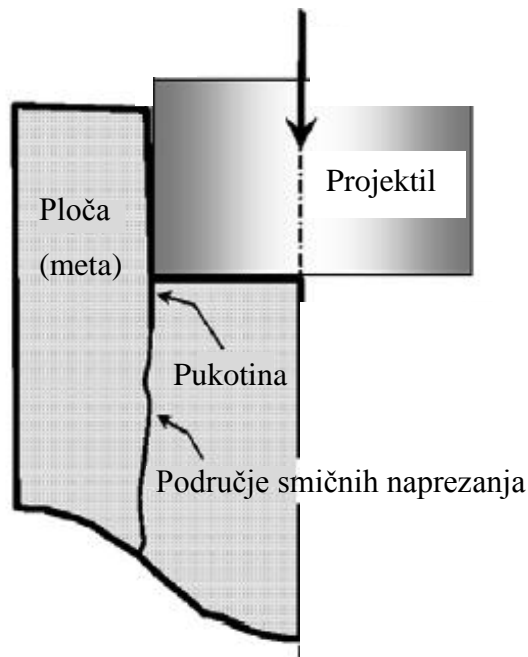 Projektil
Ploča
(meta)
Pukotina
Područje smičnih naprezanja